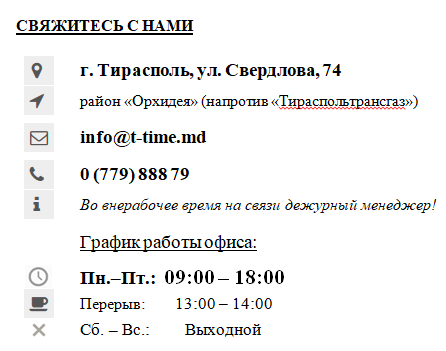 СВЯЖИТЕСЬ С НАМИ
г. Тирасполь, ул. Свердлова, 74
район «Орхидея» (напротив «Тираспольтрансгаз»)
info@t-time.md
0 (779) 888 79
Во внерабочее время на связи дежурный менеджер!
График работы офиса:
Пн.–Пт.: 09:00 – 18:00
Перерыв: 13:00 – 14:00
Сб. – Вс.: Выходной